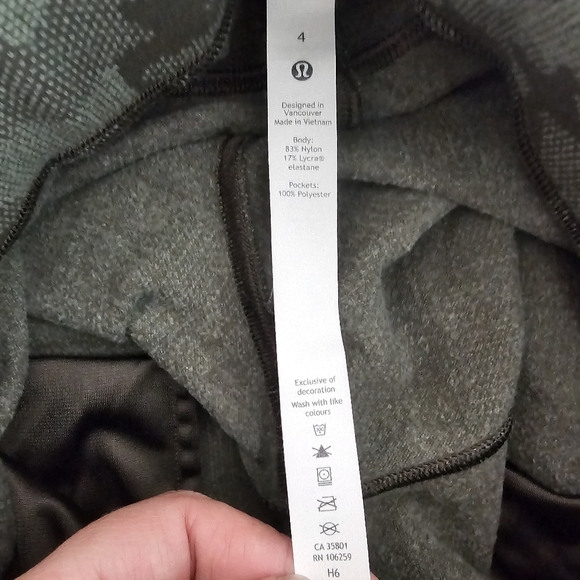 4
Designed in
Vancouver
Made in Vietnam
Body:
83% Nylon
17% Lycra®
elastane
Pockets:
100% Polyester
Exclusive of
decoration
Wash with like
colours
CA 35801
RN 106259
H6